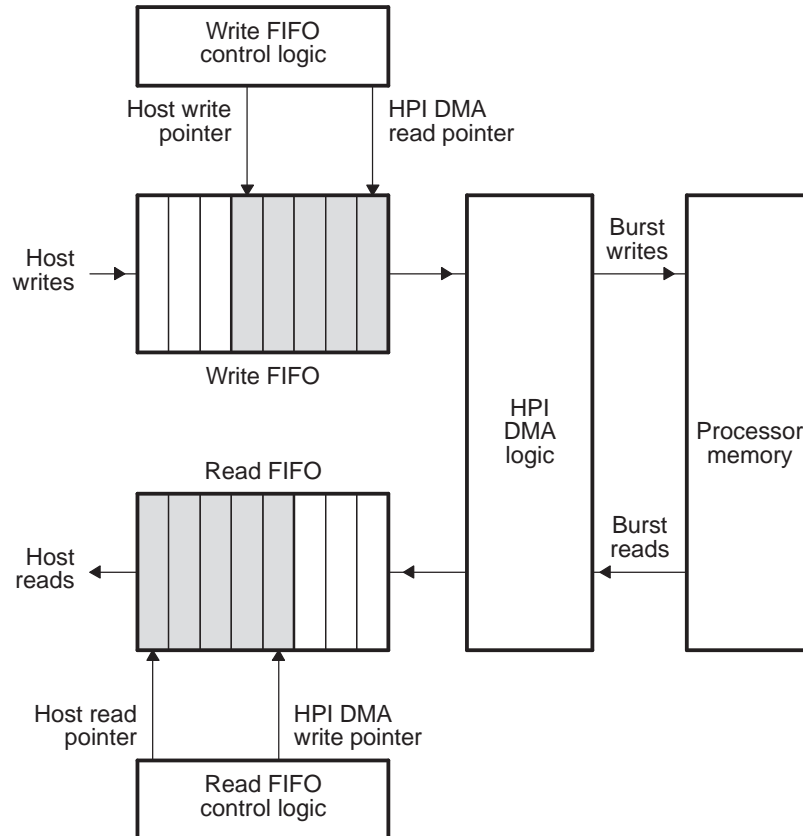 Write FIFO
control logic
Host write
pointer
HPI DMA
read pointer
Host
writes
Burst
writes
Write FIFO
HPI
DMA
logic
Processor
memory
Read FIFO
Host
reads
Burst
reads
Host read
pointer
HPI DMA
write pointer
Read FIFO
control logic